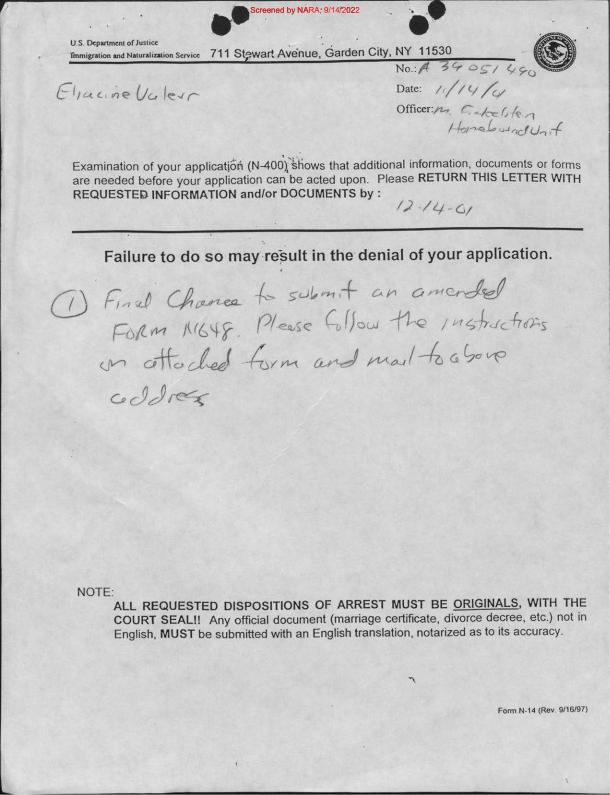 Screened by NARA; 9/14/2022
U.S. Department of Justice
Immigration and Naturalization Service 711 Stewart Avenue, Garden City, NY 11530
No.: A 39 051 490
Date: 11/14/01
Officer: M.
Homebound Unit
Eliacine Valeur
Examination of your application (N-400) shows that additional information, documents or forms
are needed before your application can be acted upon. Please RETURN THIS LETTER WITH
REQUESTED INFORMATION and/or DOCUMENTS by :
12-14-01
Failure to do so may result in the denial of your application.
1 Final Chance to submit an amended
FORM N648. Please follow the instructions
on attached form and mail to above
address
NOTE:
ALL REQUESTED DISPOSITIONS OF ARREST MUST BE ORIGINALS, WITH THE
COURT SEAL!! Any official document (marriage certificate, divorce decree, etc.) not in
English, MUST be submitted with an English translation, notarized as to its accuracy.
Form N-14 (Rev. 9/16/97)